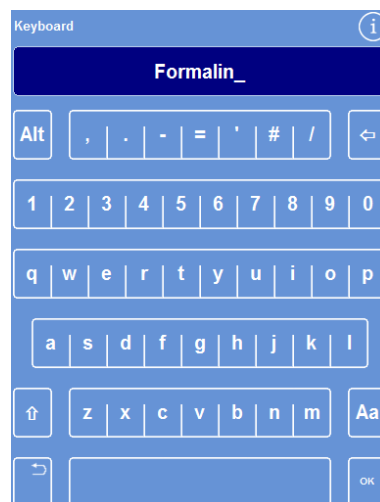 Keyboard i
Formalin_
Alt , . - = ' # / ⇦
1 2 3 4 5 6 7 8 9 0
q w e r t y u i o p
a s d f g h j k l
⇧ z x c v b n m Aa
OK